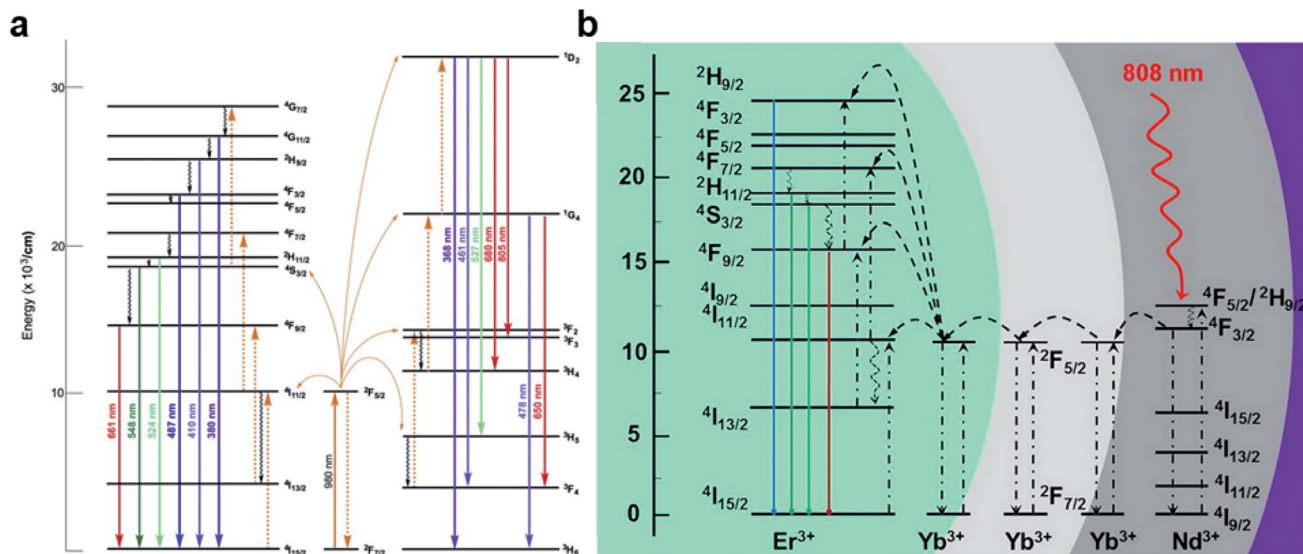 a
Energy (x 10³/cm)
30
20
10
0
⁴G₇/₂
⁴G₁₁/₂
²H₉/₂
⁴F₃/₂
⁴F₅/₂
⁴F₇/₂
²H₁₁/₂
⁴S₃/₂
⁴F₉/₂
⁴I₁₁/₂
⁴I₁₃/₂
⁴I₁₅/₂
661 nm
548 nm
524 nm
487 nm
410 nm
380 nm
980 nm
²F₅/₂
²F₇/₂
368 nm
461 nm
527 nm
680 nm
805 nm
478 nm
650 nm
¹D₂
¹G₄
³F₂
³F₃
³H₄
³H₅
³F₄
³H₆
b
25
20
15
10
5
0
²H₉/₂
⁴F₃/₂
⁴F₅/₂
⁴F₇/₂
²H₁₁/₂
⁴S₃/₂
⁴F₉/₂
⁴I₉/₂
⁴I₁₁/₂
⁴I₁₃/₂
⁴I₁₅/₂
808 nm
⁴F₅/₂/²H₉/₂
⁴F₃/₂
²F₅/₂
⁴I₁₅/₂
⁴I₁₃/₂
⁴I₁₁/₂
²F₇/₂
⁴I₉/₂
Er³⁺ Yb³⁺ Yb³⁺ Yb³⁺ Nd³⁺